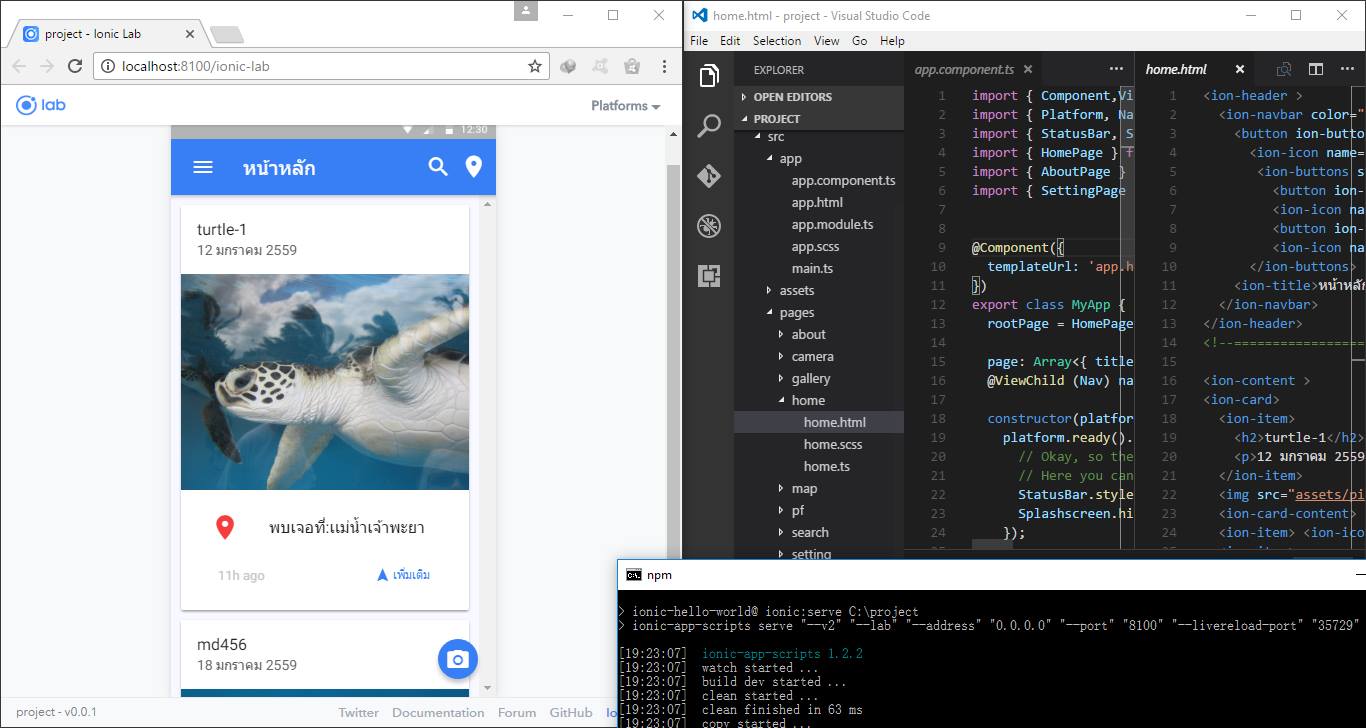 project - Ionic Lab
localhost:8100/ionic-lab
lab
Platforms
12:30
หน้าหลัก
turtle-1
12 มกราคม 2559
พบเจอที่:แม่น้ำเจ้าพะยา
11h ago
เพิ่มเติม
md456
18 มกราคม 2559
project - v0.0.1
Twitter Documentation Forum GitHub Io
home.html - project - Visual Studio Code
File Edit Selection View Go Help
EXPLORER
OPEN EDITORS
PROJECT
src
app
app.component.ts
app.html
app.module.ts
app.scss
main.ts
assets
pages
about
camera
gallery
home
home.html
home.scss
home.ts
map
pf
search
setting
app.component.ts
1 import { Component,Vi
2 import { Platform, Na
3 import { StatusBar, S
4 import { HomePage } f
5 import { AboutPage }
6 import { SettingPage
7
8
9 @Component({
10 templateUrl: 'app.h
11 })
12 export class MyApp {
13 rootPage = HomePage
14
15 page: Array<{ title
16 @ViewChild (Nav) na
17
18 constructor(platfor
19 platform.ready().
20 // Okay, so the
21 // Here you can
22 StatusBar.style
23 Splashscreen.hi
24 });
home.html
1 <ion-header >
2 <ion-navbar color="
3 <button ion-butto
4 <ion-icon name=
5 <ion-buttons s
6 <button ion-
7 <ion-icon na
8 <button ion-
9 <ion-icon na
10 </ion-buttons>
11 <ion-title>หน้าหลัก
12 </ion-navbar>
13 </ion-header>
14 <!--=================
15
16 <ion-content >
17 <ion-card>
18 <ion-item>
19 <h2>turtle-1</h2>
20 <p>12 มกราคม 2559
21 </ion-item>
22 <img src="assets/pi
23 <ion-card-content>
24 <ion-item> <ion-ico
npm
> ionic-hello-world@ ionic:serve C:\project
> ionic-app-scripts serve "--v2" "--lab" "--address" "0.0.0.0" "--port" "8100" "--livereload-port" "35729"
[19:23:07] ionic-app-scripts 1.2.2
[19:23:07] watch started ...
[19:23:07] build dev started ...
[19:23:07] clean started ...
[19:23:07] clean finished in 63 ms
[19:23:07] copy started ...